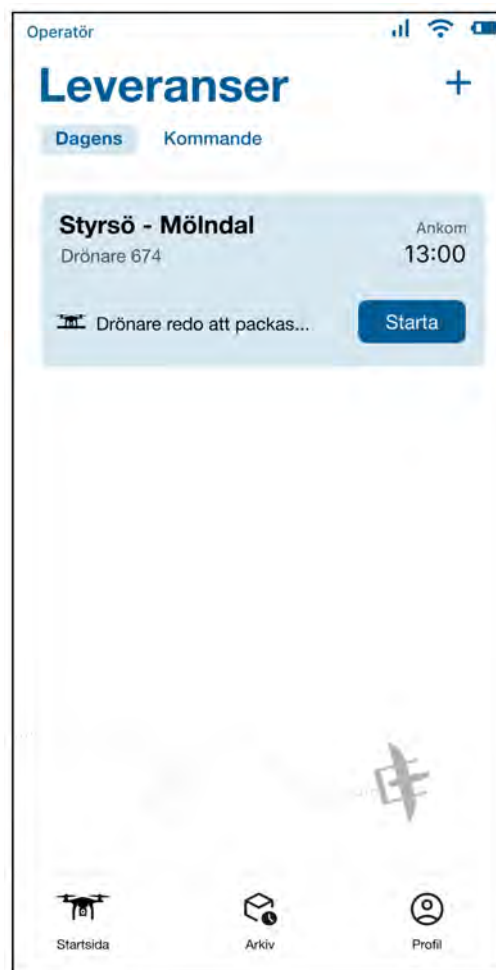 Operatör
Leveranser
+
Dagens Kommande
Styrsö - Mölndal
Ankom
Drönare 674
13:00
Drönare redo att packas...
Starta
Startsida Arkiv Profil